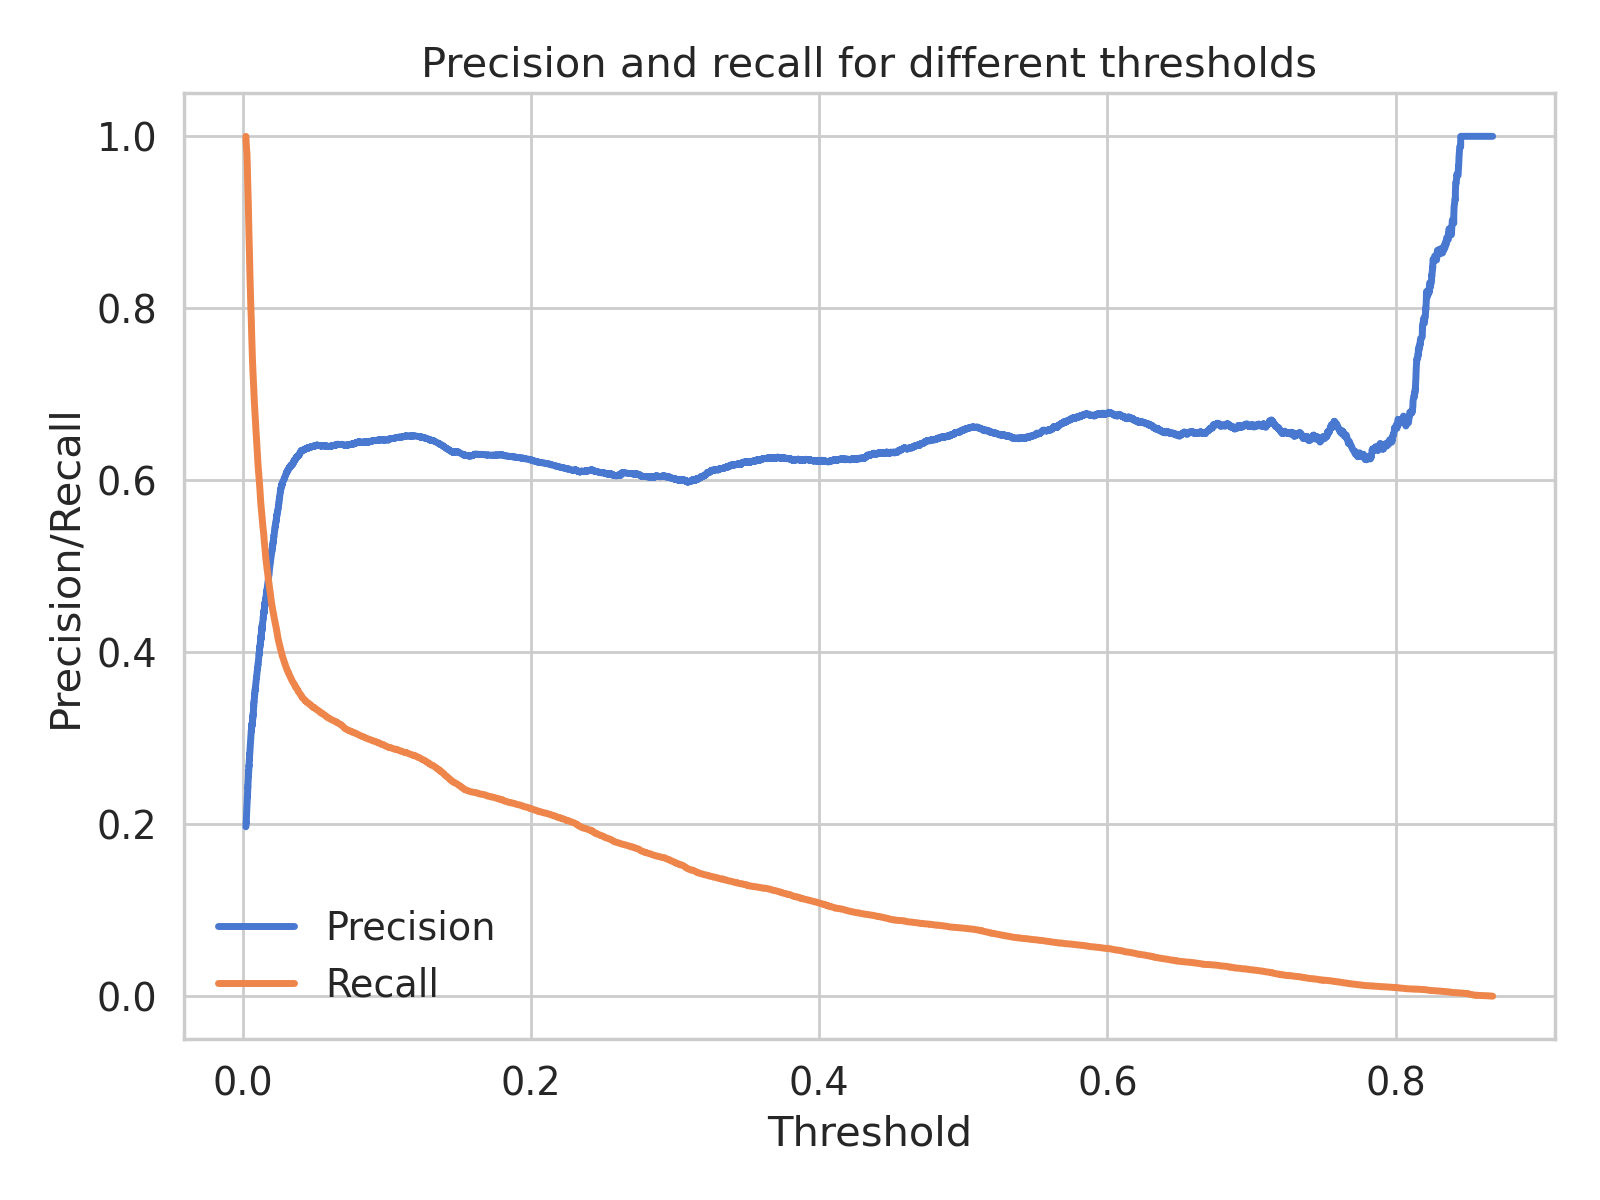 Precision and recall for different thresholds
1.0
0.8
0.6
0.4
0.2
0.0
Precision/Recall
Precision
Recall
0.0 0.2 0.4 0.6 0.8
Threshold